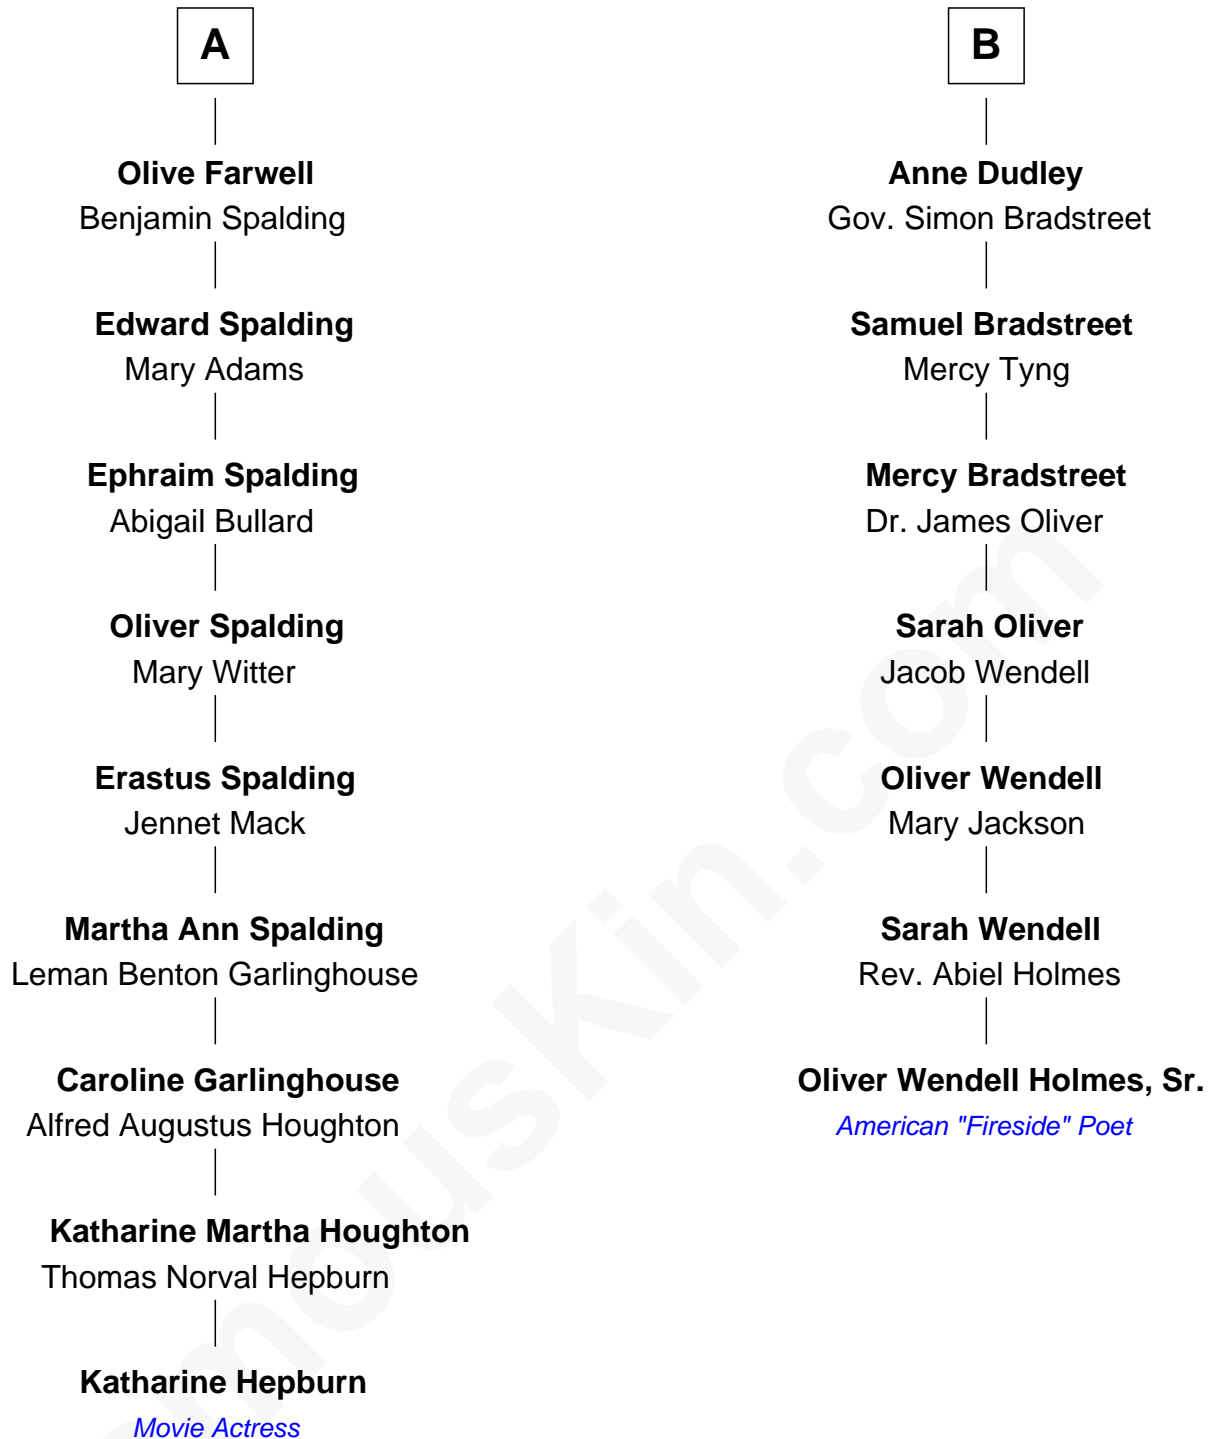 A
Olive Farwell
Benjamin Spalding
Edward Spalding
Mary Adams
Ephraim Spalding
Abigail Bullard
Oliver Spalding
Mary Witter
Erastus Spalding
Jennet Mack
Martha Ann Spalding
Leman Benton Garlinghouse
Caroline Garlinghouse
Alfred Augustus Houghton
Katharine Martha Houghton
Thomas Norval Hepburn
Katharine Hepburn
Movie Actress
B
Anne Dudley
Gov. Simon Bradstreet
Samuel Bradstreet
Mercy Tyng
Mercy Bradstreet
Dr. James Oliver
Sarah Oliver
Jacob Wendell
Oliver Wendell
Mary Jackson
Sarah Wendell
Rev. Abiel Holmes
Oliver Wendell Holmes, Sr.
American "Fireside" Poet
mousKin.com